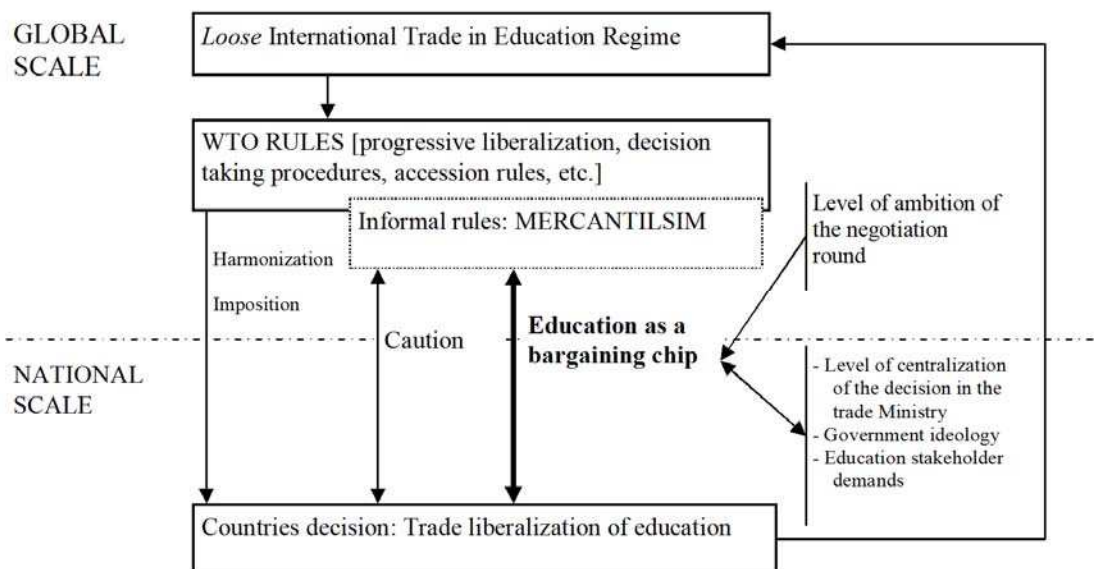 GLOBAL
SCALE
Loose International Trade in Education Regime
WTO RULES [progressive liberalization, decision
taking procedures, accession rules, etc.]
Informal rules: MERCANTILSIM
Level of ambition of
the negotiation
round
Harmonization
Imposition
Caution
Education as a
bargaining chip
NATIONAL
SCALE
- Level of centralization
of the decision in the
trade Ministry
- Government ideology
- Education stakeholder
demands
Countries decision: Trade liberalization of education